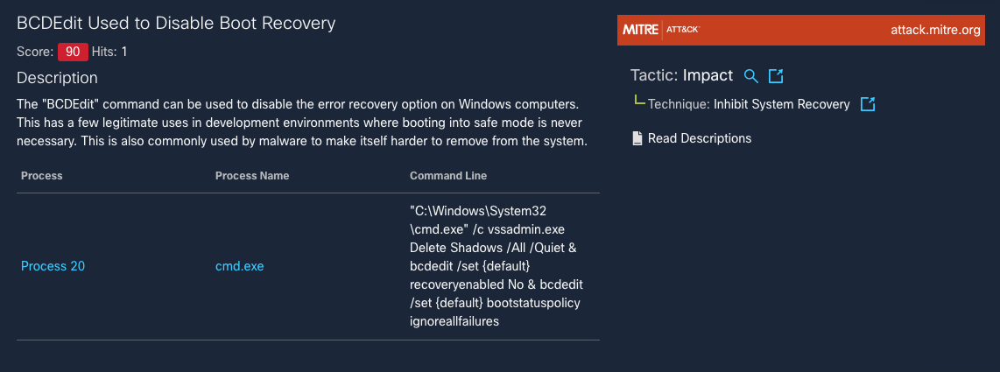 BCDEdit Used to Disable Boot Recovery
Score: 90 Hits: 1
Description
The "BCDEdit" command can be used to disable the error recovery option on Windows computers.
This has a few legitimate uses in development environments where booting into safe mode is never
necessary. This is also commonly used by malware to make itself harder to remove from the system.
Process Process Name Command Line
Process 20 cmd.exe
"C:\Windows\System32
\cmd.exe" /c vssadmin.exe
Delete Shadows /All /Quiet &
bcdedit /set {default}
recoveryenabled No & bcdedit
/set {default} bootstatuspolicy
ignoreallfailures
MITRE ATT&CK™ attack.mitre.org
Tactic: Impact
Technique: Inhibit System Recovery
Read Descriptions